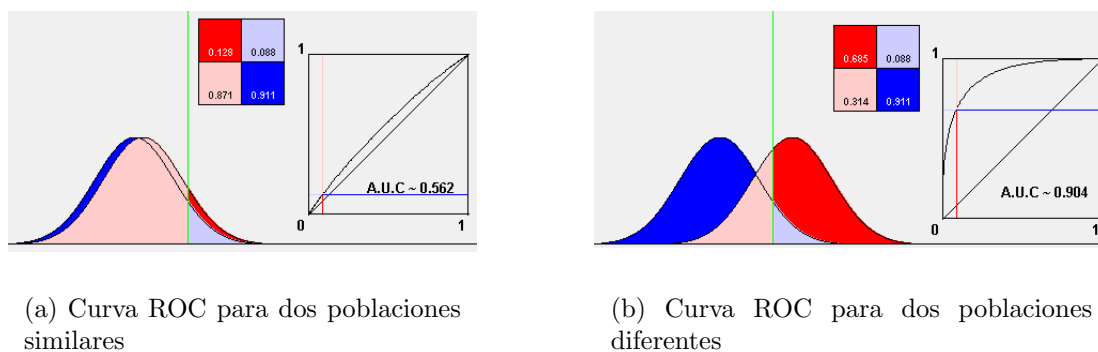 0.128 0.088
0.871 0.911
1
A.U.C ~ 0.562
0 1
(a) Curva ROC para dos poblaciones
similares
0.685 0.088
0.314 0.911
1
A.U.C ~ 0.904
0 1
(b) Curva ROC para dos poblaciones
diferentes